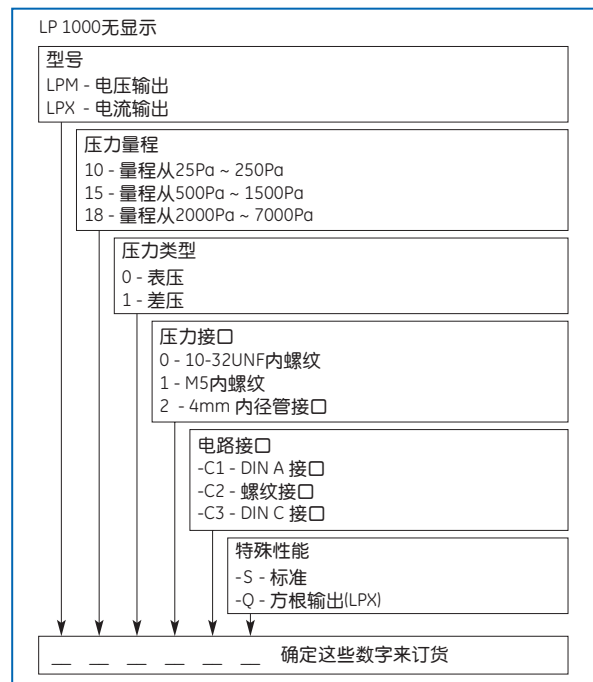 LP 1000无显示
型号
LPM - 电压输出
LPX - 电流输出
压力量程
10 - 量程从25Pa ~ 250Pa
15 - 量程从500Pa ~ 1500Pa
18 - 量程从2000Pa ~ 7000Pa
压力类型
0 - 表压
1 - 差压
压力接口
0 - 10-32UNF内螺纹
1 - M5内螺纹
2 - 4mm 内径管接口
电路接口
-C1 - DIN A 接口
-C2 - 螺纹接口
-C3 - DIN C 接口
特殊性能
-S - 标准
-Q - 方根输出(LPX)
__ __ __ __ __ __ 确定这些数字来订货